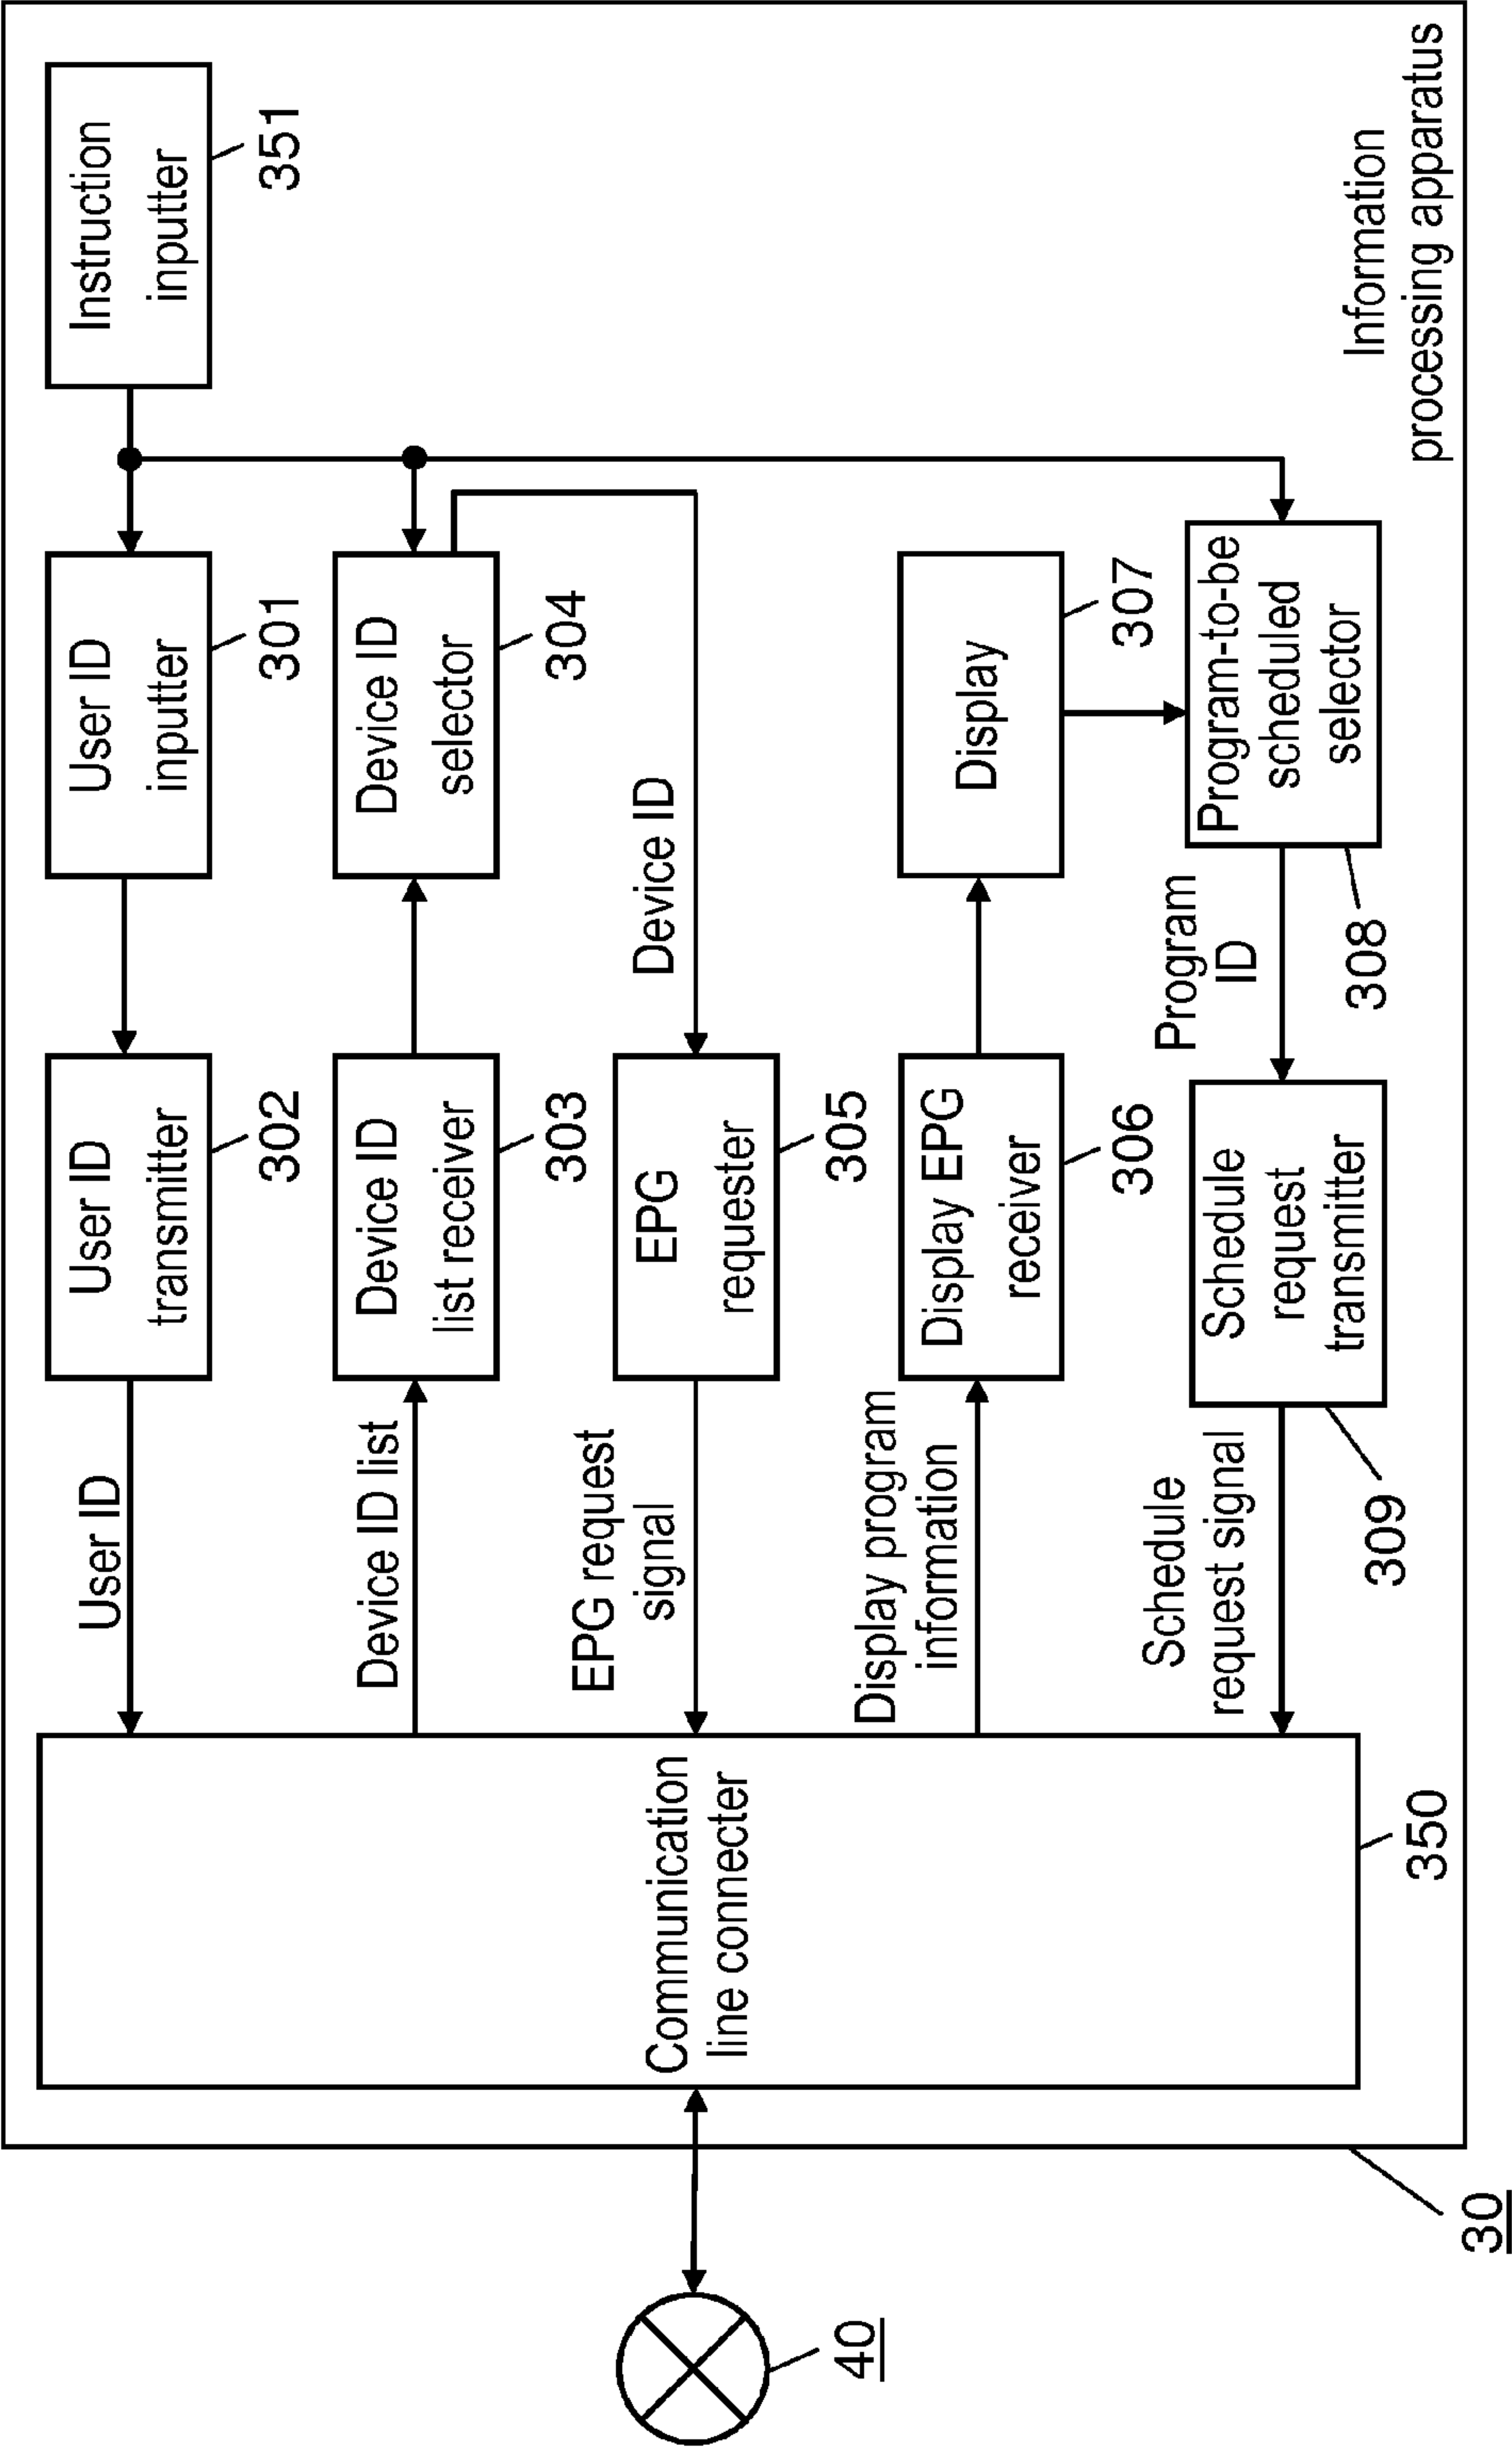 Instruction
inputter
351
User ID
inputter
301
User ID
transmitter
302
User ID
Device ID
selector
304
Device ID
list receiver
303
Device ID list
Device ID
EPG
requester
305
EPG request
signal
Display
307
Display EPG
receiver
306
Display program
information
Program-to-be
scheduled
selector
308
Program
ID
Schedule
request
transmitter
309
Schedule
request signal
Communication
line connecter
350
Information
processing apparatus
30
40